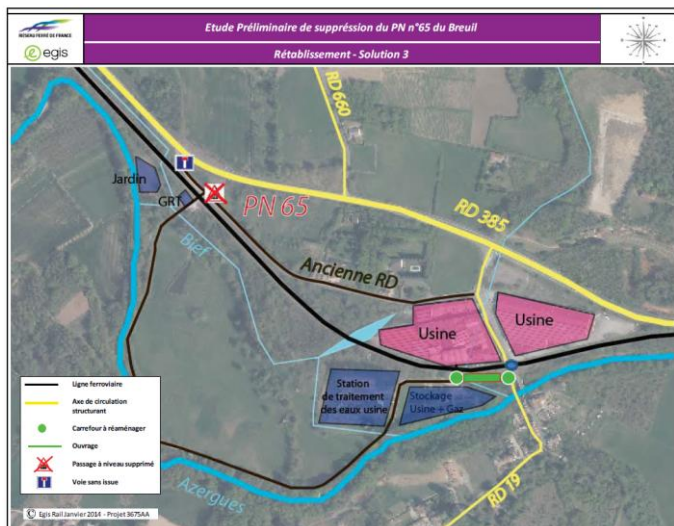 RESEAU FERRE DE FRANCE
egis
Etude Préliminaire de suppréssion du PN n°65 du Breuil
Rétablissement - Solution 3
RD 660
Jardin
GRT
PN 65
RD 385
Bief
Ancienne RD
Usine
Usine
Station
de traitement
des eaux usine
Stockage
Usine + Gaz
RD 19
Azergues
Ligne ferroviaire
Axe de circulation
structurant
Carrefour à réaménager
Ouvrage
Passage à niveau supprimé
Voie sans issue
© Egis Rail Janvier 2014 - Projet 3675AA